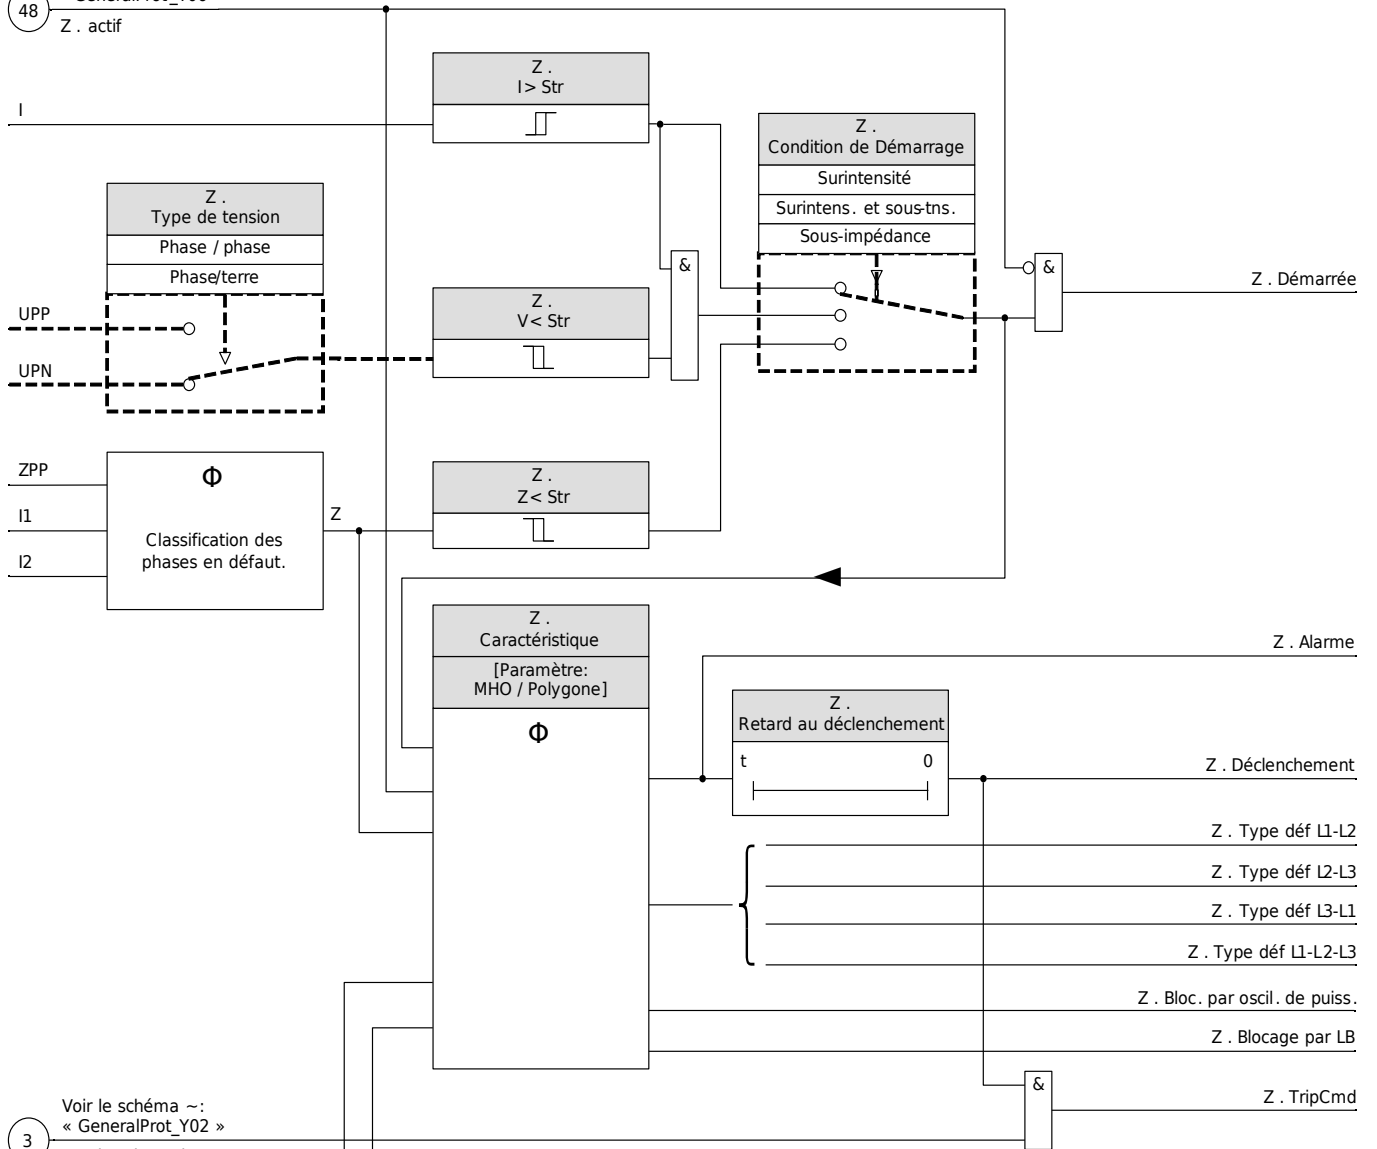 48
Z . actif
Z .
I > Str
I
Z .
Condition de Démarrage
Surintensité
Surintens. et sous-tns.
Sous-impédance
Z .
Type de tension
Phase / phase
Phase/terre
&
&
Z . Démarrée
UPP
UPN
Z .
V < Str
ZPP
I1
I2
Φ
Classification des
phases en défaut.
Z
Z .
Z < Str
Z .
Caractéristique
[Paramètre:
MHO / Polygone]
Φ
Z . Alarme
Z .
Retard au déclenchement
t 0
Z . Déclenchement
Z . Type déf L1-L2
Z . Type déf L2-L3
Z . Type déf L3-L1
Z . Type déf L1-L2-L3
Z . Bloc. par oscil. de puiss.
Z . Blocage par LB
&
Z . TripCmd
Voir le schéma ~:
« GeneralProt_Y02 »
3